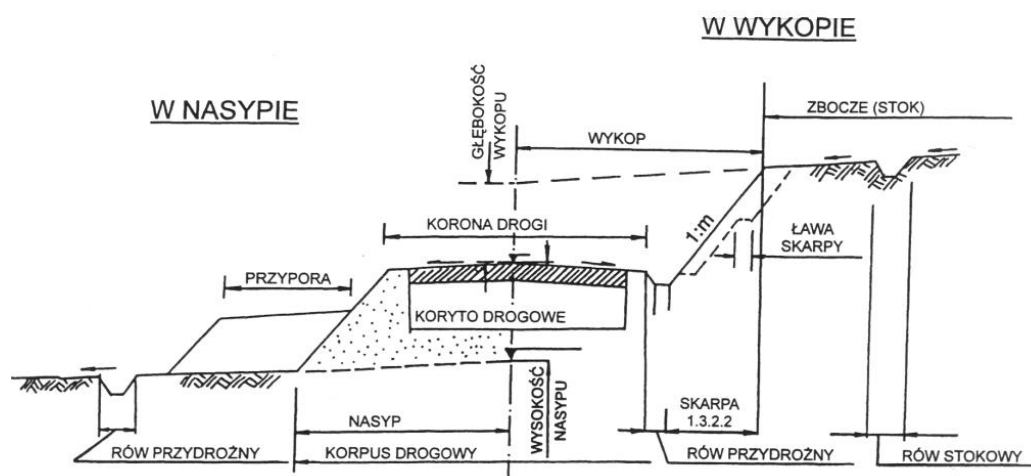 W WYKOPIE
W NASYPIE
GŁĘBOKOŚĆ
WYKOPU
ZBOCZE (STOK)
WYKOP
KORONA DROGI
1:m
ŁAWA
SKARPY
PRZYPORA
KORYTO DROGOWE
WYSOKOŚĆ
NASYPU
NASYP
SKARPA
1.3.2.2
RÓW PRZYDROŻNY
KORPUS DROGOWY
RÓW PRZYDROŻNY
RÓW STOKOWY